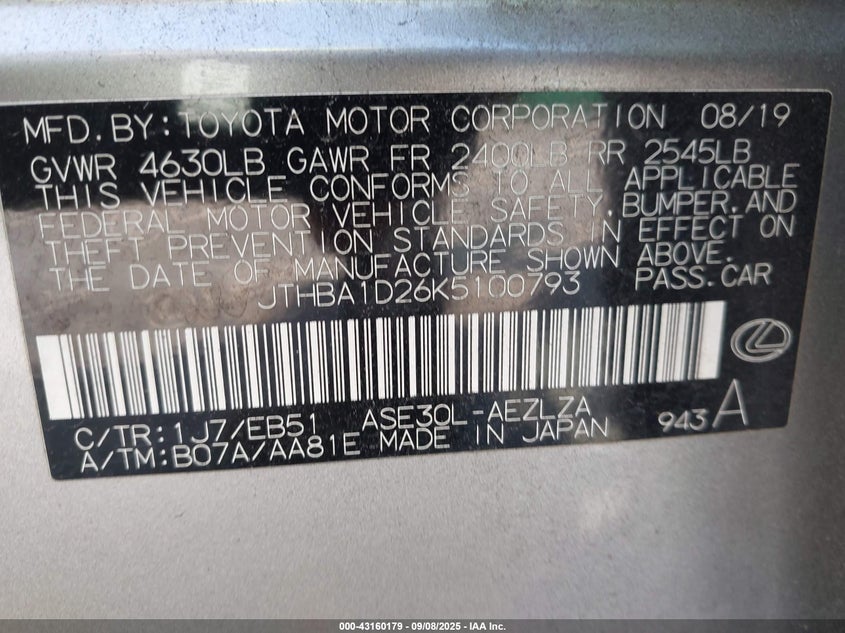 MFD.BY:TOYOTA MOTOR CORPORATION 08/19
GVWR 4630LB GAWR FR 2400LB RR 2545LB
THIS VEHICLE CONFORMS TO ALL APPLICABLE
FEDERAL MOTOR VEHICLE SAFETY,BUMPER,AND
THEFT PREVENTION STANDARDS IN EFFECT ON
THE DATE OF MANUFACTURE SHOWN ABOVE.
JTHBA1D26K5100793 PASS.CAR
C/TR:1J7/EB51 ASE30L-AEZLZA 943A
A/TM:B07A/AA81E MADE IN JAPAN
000-43160179 - 09/08/2025 - IAA Inc.